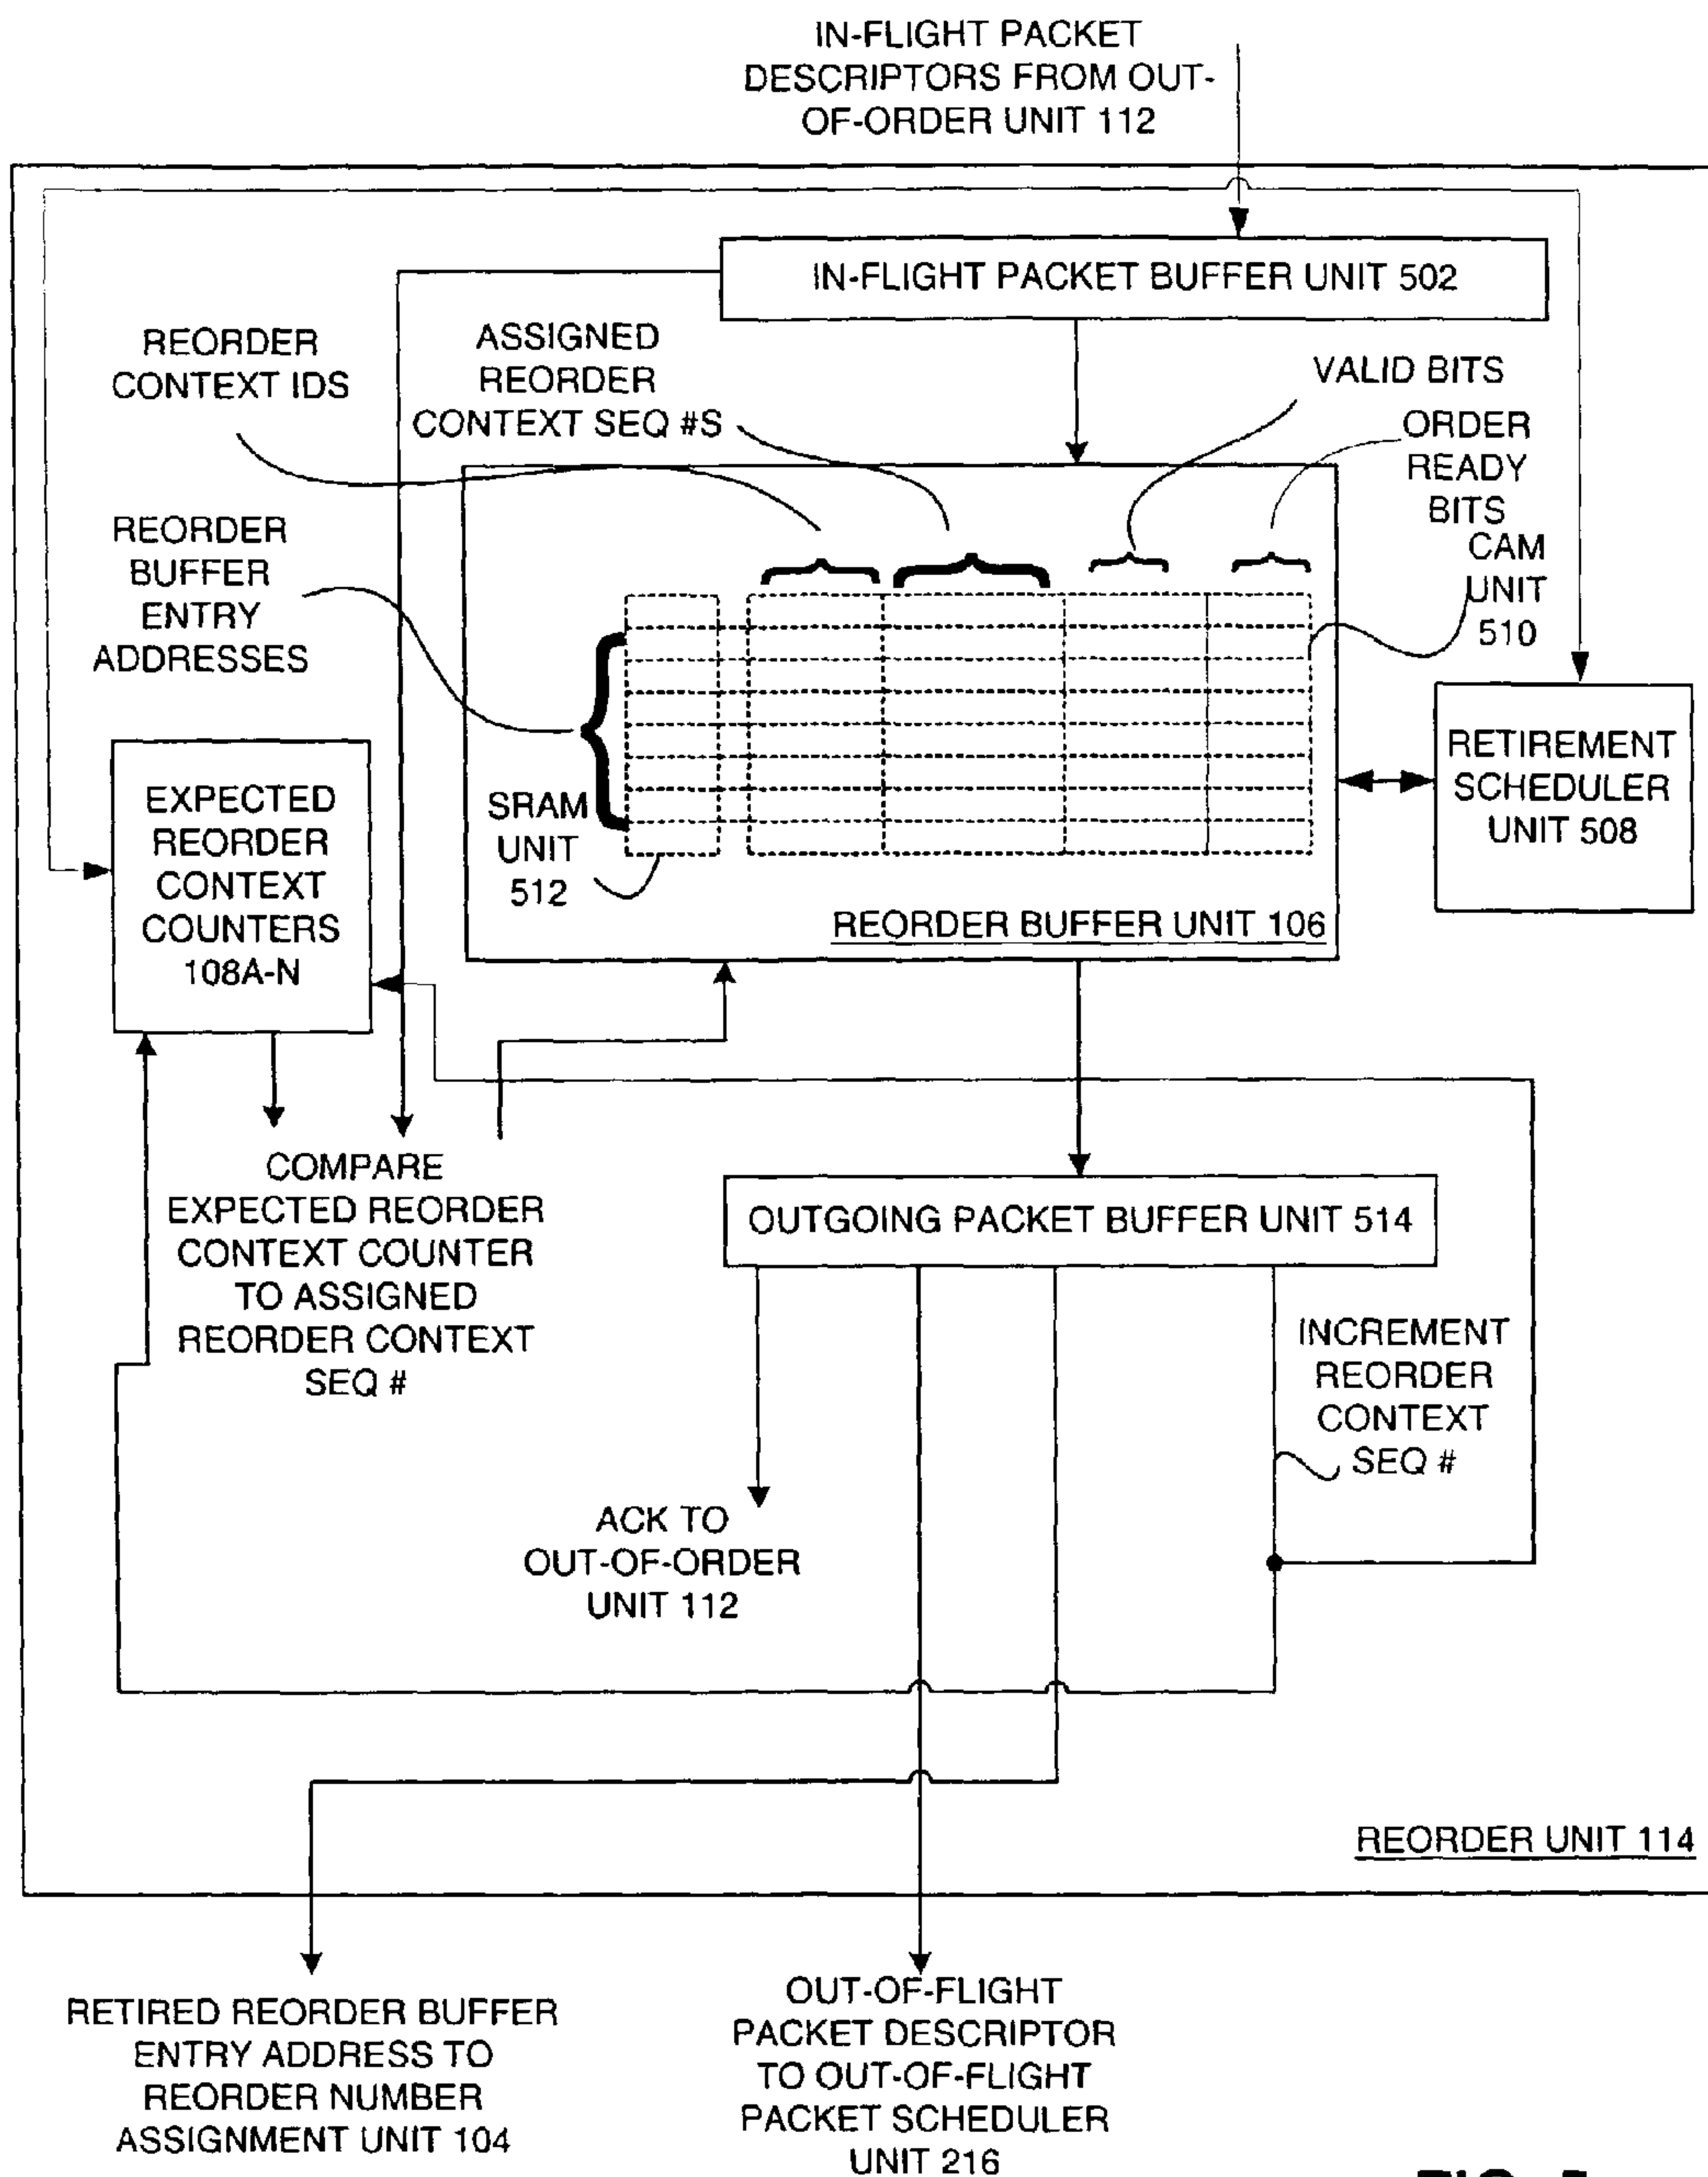 IN-FLIGHT PACKET
DESCRIPTORS FROM OUT-
OF-ORDER UNIT 112
IN-FLIGHT PACKET BUFFER UNIT 502
REORDER
CONTEXT IDS
ASSIGNED
REORDER
CONTEXT SEQ #S
VALID BITS
ORDER
READY
BITS
CAM
UNIT
510
REORDER
BUFFER
ENTRY
ADDRESSES
SRAM
UNIT
512
REORDER BUFFER UNIT 106
RETIREMENT
SCHEDULER
UNIT 508
EXPECTED
REORDER
CONTEXT
COUNTERS
108A-N
COMPARE
EXPECTED REORDER
CONTEXT COUNTER
TO ASSIGNED
REORDER CONTEXT
SEQ #
OUTGOING PACKET BUFFER UNIT 514
INCREMENT
REORDER
CONTEXT
SEQ #
ACK TO
OUT-OF-ORDER
UNIT 112
REORDER UNIT 114
RETIRED REORDER BUFFER
ENTRY ADDRESS TO
REORDER NUMBER
ASSIGNMENT UNIT 104
OUT-OF-FLIGHT
PACKET DESCRIPTOR
TO OUT-OF-FLIGHT
PACKET SCHEDULER
UNIT 216